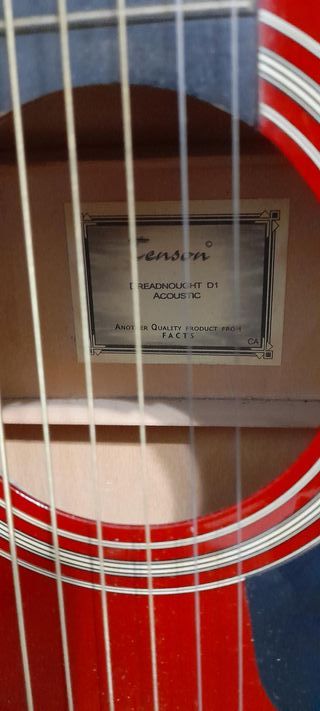 Tenson ©
DREADNOUGHT D1
ACOUSTIC
ANOTHER QUALITY PRODUCT FROM
FACTS
CA